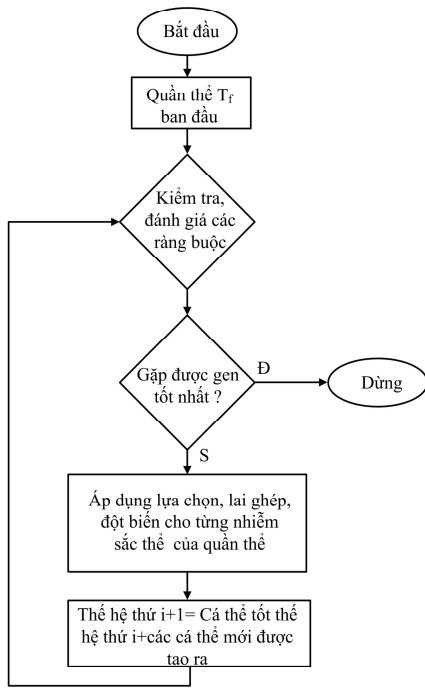 Bắt đầu
Quần thể Tf
ban đầu
Kiểm tra,
đánh giá các
ràng buộc
Gặp được gen
tốt nhất ?
Đ
Dừng
S
Áp dụng lựa chọn, lai ghép,
đột biến cho từng nhiễm
sắc thể của quần thể
Thế hệ thứ i+1= Cá thể tốt thế
hệ thứ i+các cá thể mới được
tạo ra